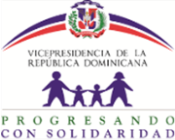 VICEPRESIDENCIA DE LA
REPÚBLICA DOMINICANA
PROGRESANDO
CON SOLIDARIDAD